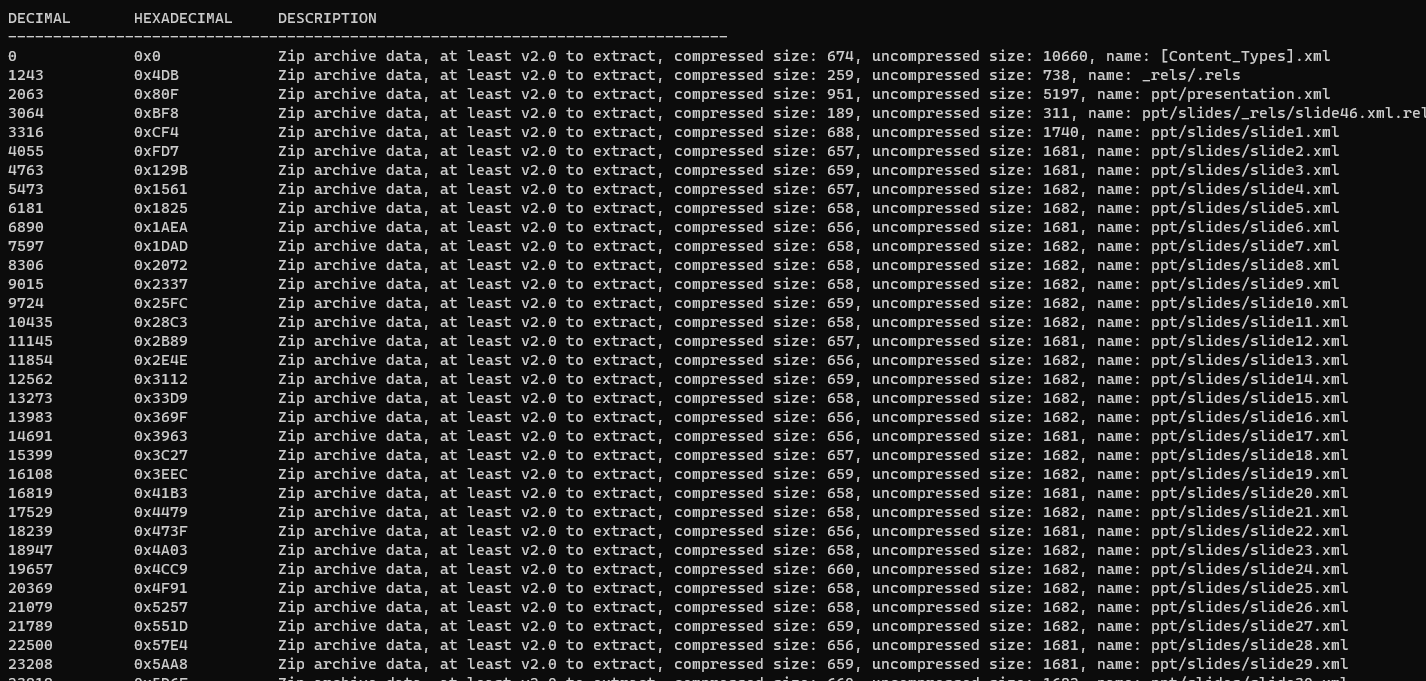 DECIMAL HEXADECIMAL DESCRIPTION
--------------------------------------------------------------------------------
0 0x0 Zip archive data, at least v2.0 to extract, compressed size: 674, uncompressed size: 10660, name: [Content_Types].xml
1243 0x4DB Zip archive data, at least v2.0 to extract, compressed size: 259, uncompressed size: 738, name: _rels/.rels
2063 0x80F Zip archive data, at least v2.0 to extract, compressed size: 951, uncompressed size: 5197, name: ppt/presentation.xml
3064 0xBF8 Zip archive data, at least v2.0 to extract, compressed size: 189, uncompressed size: 311, name: ppt/slides/_rels/slide46.xml.rel
3316 0xCF4 Zip archive data, at least v2.0 to extract, compressed size: 688, uncompressed size: 1740, name: ppt/slides/slide1.xml
4055 0xFD7 Zip archive data, at least v2.0 to extract, compressed size: 657, uncompressed size: 1681, name: ppt/slides/slide2.xml
4763 0x129B Zip archive data, at least v2.0 to extract, compressed size: 659, uncompressed size: 1681, name: ppt/slides/slide3.xml
5473 0x1561 Zip archive data, at least v2.0 to extract, compressed size: 657, uncompressed size: 1682, name: ppt/slides/slide4.xml
6181 0x1825 Zip archive data, at least v2.0 to extract, compressed size: 658, uncompressed size: 1682, name: ppt/slides/slide5.xml
6890 0x1AEA Zip archive data, at least v2.0 to extract, compressed size: 656, uncompressed size: 1681, name: ppt/slides/slide6.xml
7597 0x1DAD Zip archive data, at least v2.0 to extract, compressed size: 658, uncompressed size: 1682, name: ppt/slides/slide7.xml
8306 0x2072 Zip archive data, at least v2.0 to extract, compressed size: 658, uncompressed size: 1682, name: ppt/slides/slide8.xml
9015 0x2337 Zip archive data, at least v2.0 to extract, compressed size: 658, uncompressed size: 1682, name: ppt/slides/slide9.xml
9724 0x25FC Zip archive data, at least v2.0 to extract, compressed size: 659, uncompressed size: 1682, name: ppt/slides/slide10.xml
10435 0x28C3 Zip archive data, at least v2.0 to extract, compressed size: 658, uncompressed size: 1682, name: ppt/slides/slide11.xml
11145 0x2B89 Zip archive data, at least v2.0 to extract, compressed size: 657, uncompressed size: 1681, name: ppt/slides/slide12.xml
11854 0x2E4E Zip archive data, at least v2.0 to extract, compressed size: 656, uncompressed size: 1682, name: ppt/slides/slide13.xml
12562 0x3112 Zip archive data, at least v2.0 to extract, compressed size: 659, uncompressed size: 1682, name: ppt/slides/slide14.xml
13273 0x33D9 Zip archive data, at least v2.0 to extract, compressed size: 658, uncompressed size: 1682, name: ppt/slides/slide15.xml
13983 0x369F Zip archive data, at least v2.0 to extract, compressed size: 656, uncompressed size: 1682, name: ppt/slides/slide16.xml
14691 0x3963 Zip archive data, at least v2.0 to extract, compressed size: 656, uncompressed size: 1681, name: ppt/slides/slide17.xml
15399 0x3C27 Zip archive data, at least v2.0 to extract, compressed size: 657, uncompressed size: 1682, name: ppt/slides/slide18.xml
16108 0x3EEC Zip archive data, at least v2.0 to extract, compressed size: 659, uncompressed size: 1682, name: ppt/slides/slide19.xml
16819 0x41B3 Zip archive data, at least v2.0 to extract, compressed size: 658, uncompressed size: 1681, name: ppt/slides/slide20.xml
17529 0x4479 Zip archive data, at least v2.0 to extract, compressed size: 658, uncompressed size: 1682, name: ppt/slides/slide21.xml
18239 0x473F Zip archive data, at least v2.0 to extract, compressed size: 656, uncompressed size: 1681, name: ppt/slides/slide22.xml
18947 0x4A03 Zip archive data, at least v2.0 to extract, compressed size: 658, uncompressed size: 1682, name: ppt/slides/slide23.xml
19657 0x4CC9 Zip archive data, at least v2.0 to extract, compressed size: 660, uncompressed size: 1682, name: ppt/slides/slide24.xml
20369 0x4F91 Zip archive data, at least v2.0 to extract, compressed size: 658, uncompressed size: 1682, name: ppt/slides/slide25.xml
21079 0x5257 Zip archive data, at least v2.0 to extract, compressed size: 658, uncompressed size: 1682, name: ppt/slides/slide26.xml
21789 0x551D Zip archive data, at least v2.0 to extract, compressed size: 659, uncompressed size: 1682, name: ppt/slides/slide27.xml
22500 0x57E4 Zip archive data, at least v2.0 to extract, compressed size: 656, uncompressed size: 1681, name: ppt/slides/slide28.xml
23208 0x5AA8 Zip archive data, at least v2.0 to extract, compressed size: 659, uncompressed size: 1681, name: ppt/slides/slide29.xml